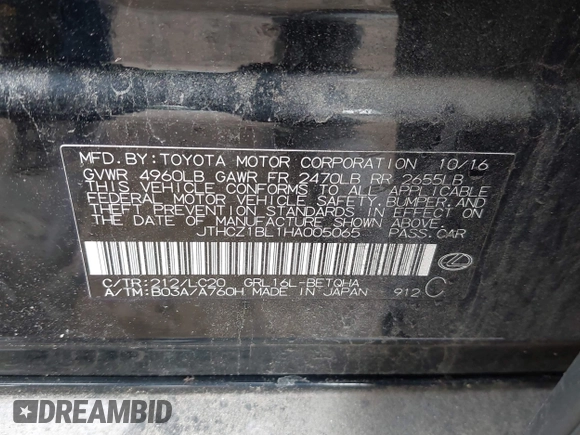 MFD. BY: TOYOTA MOTOR CORPORATION 10/16
GVWR 4960LB GAWR FR 2470LB RR 2655LB
THIS VEHICLE CONFORMS TO ALL APPLICABLE
FEDERAL MOTOR VEHICLE SAFETY, BUMPER, AND
THEFT PREVENTION STANDARDS IN EFFECT ON
THE DATE OF MANUFACTURE SHOWN ABOVE.
JTHCZ1BL1HA005065 PASS. CAR
C/TR: 212/LC20 GRL16L-BETQHA
A/TM: B03A/A760H MADE IN JAPAN 912 C
DREAMBID